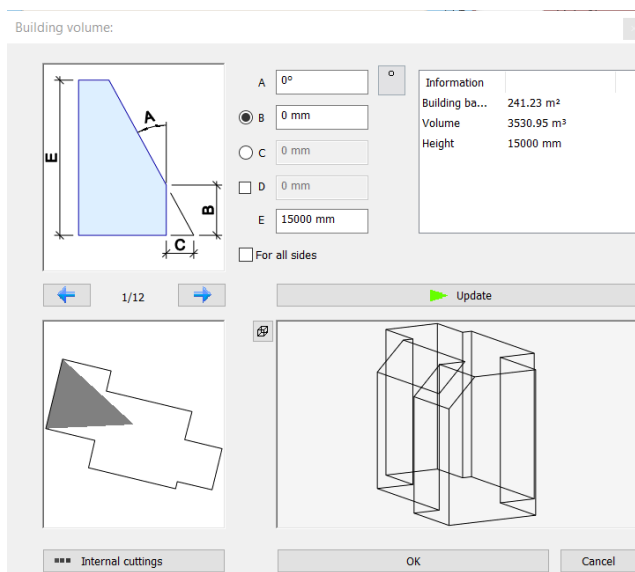 Building volume:
A 0°
B 0 mm
C 0 mm
D 0 mm
E 15000 mm
For all sides
°
Information
Building ba... 241.23 m²
Volume 3530.95 m³
Height 15000 mm
A
E
B
C
1/12
Update
Internal cuttings
OK
Cancel